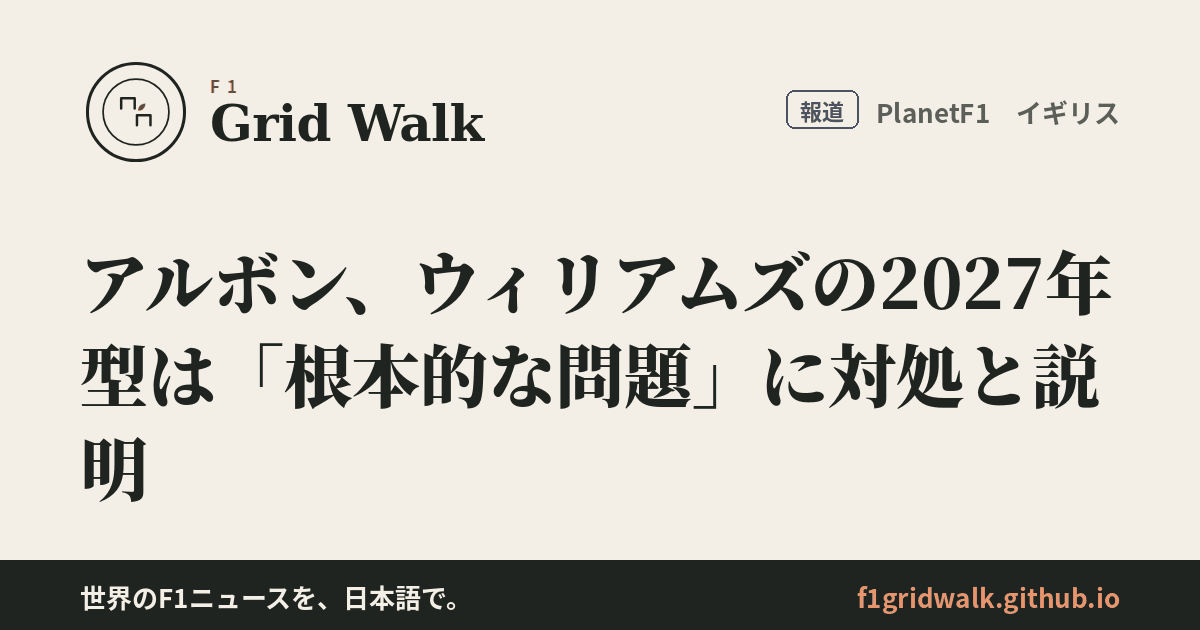 F1
Grid Walk
報道 PlanetF1 イギリス
アルボン、ウィリアムズの2027年
型は「根本的な問題」に対処と説
明
世界のF1ニュースを、日本語で。
f1gridwalk.github.io